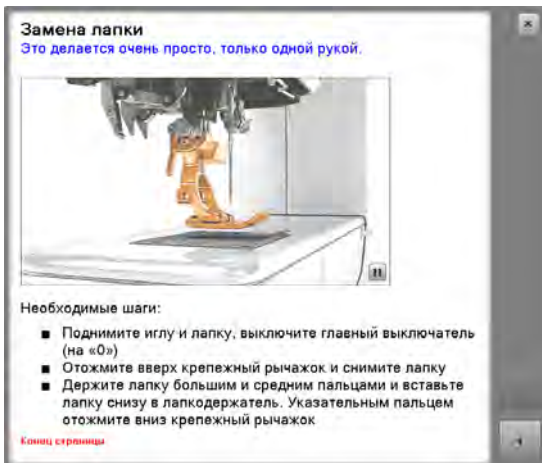 Замена лапки
Это делается очень просто, только одной рукой.
Необходимые шаги:
■ Поднимите иглу и лапку, выключите главный выключатель
(на «0»)
■ Отожмите вверх крепежный рычажок и снимите лапку
■ Держите лапку большим и средним пальцами и вставьте
лапку снизу в лапкодержатель. Указательным пальцем
отожмите вниз крепежный рычажок
Конец страницы